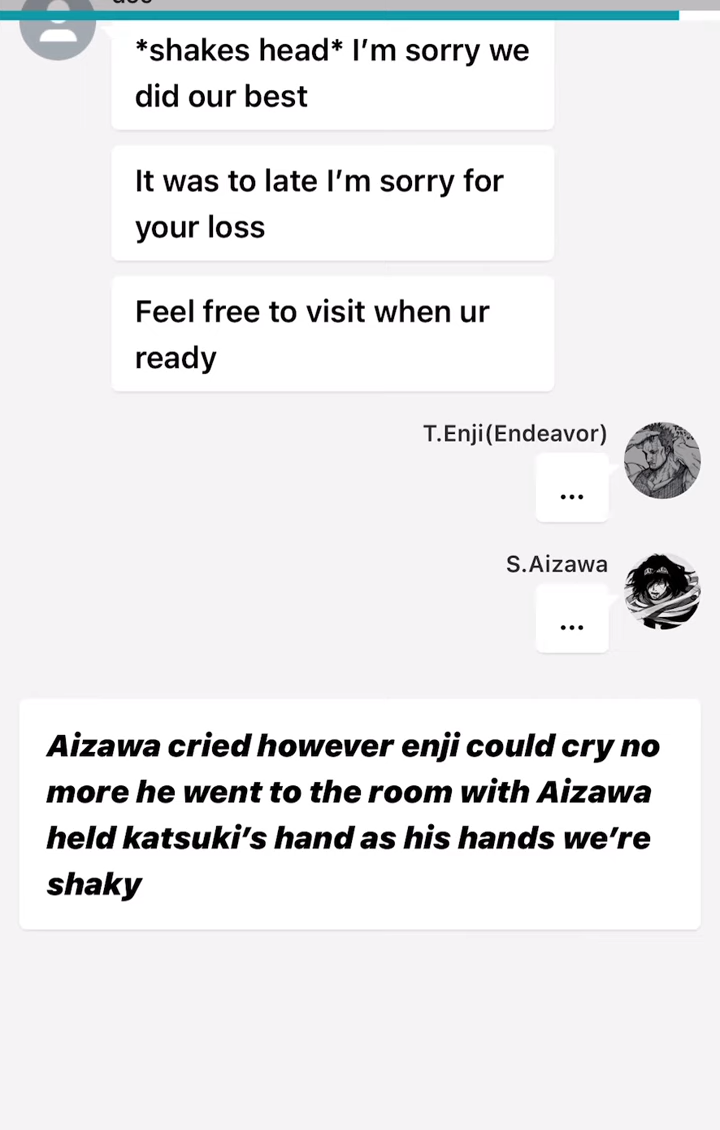 *shakes head* I'm sorry we
did our best
It was to late I'm sorry for
your loss
Feel free to visit when ur
ready
T.Enji(Endeavor)
...
S.Aizawa
...
Aizawa cried however enji could cry no
more he went to the room with Aizawa
held katsuki's hand as his hands we're
shaky